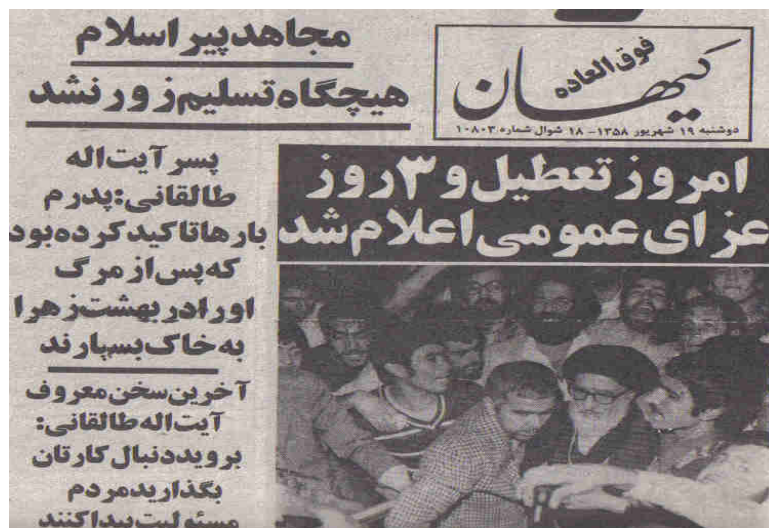 مجاهد پیر اسلام
هیچگاه تسلیم زور نشد
فوق العاده
کیهان
دوشنبه ۱۹ شهریور ۱۳۵۸- ۱۸ شوال شماره ۱۰۸۰۳
امروز تعطیل و ۳ روز
عزای عمومی اعلام شد
پسر آیت اله
طالقانی: پدرم
بارها تاکید کرده بود
که پس از مرگ
او را در بهشت زهرا
به خاک بسپارند
آخرین سخن معروف
آیت اله طالقانی:
بروید دنبال کارتان
بگذارید مردم
مسئولیت پیدا کنند